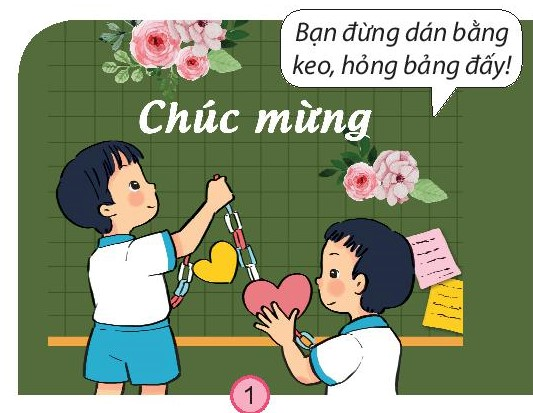 Bạn đừng dán bằng
keo, hỏng bảng đấy!
Chúc mừng
1